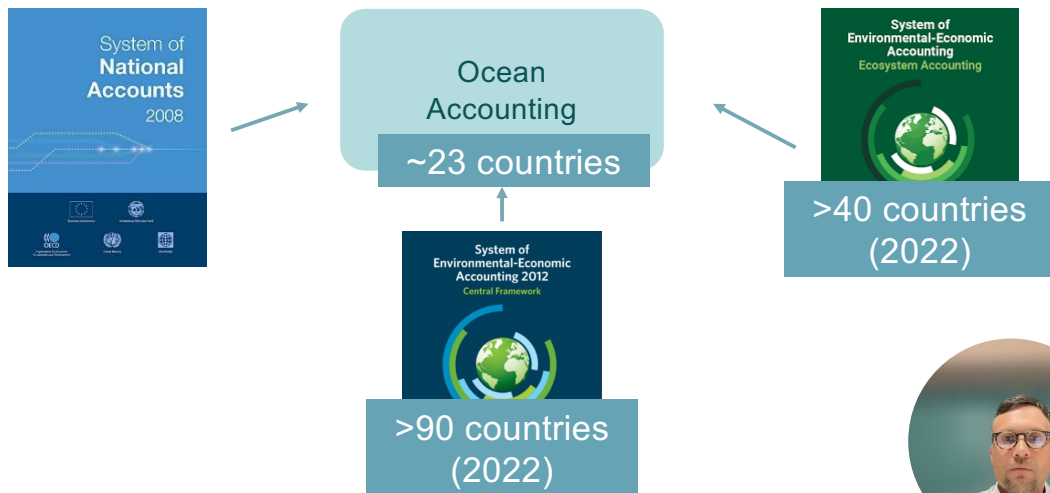 System of
National
Accounts
2008
OECD
Ocean
Accounting
~23 countries
System of
Environmental-Economic
Accounting
Ecosystem Accounting
>40 countries
(2022)
System of
Environmental-Economic
Accounting 2012
Central Framework
>90 countries
(2022)